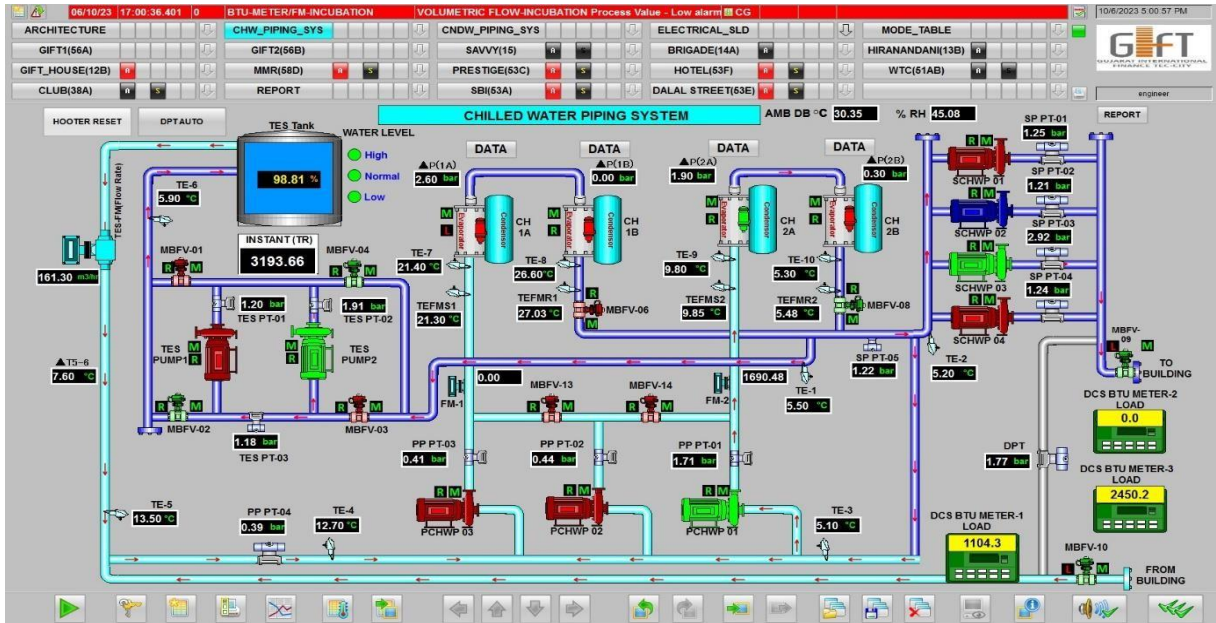 06/10/23 17:00:36.401 0 BTU-METER/FM-INCUBATION VOLUMETRIC FLOW-INCUBATION Process Value - Low alarm CG 10/6/2023 5:00:57 PM
ARCHITECTURE CHW_PIPING_SYS CNDW_PIPING_SYS ELECTRICAL_SLD MODE_TABLE
GIFT1(56A) GIFT2(56B) SAVVY(15) A S BRIGADE(14A) A HIRANANDANI(13B) A
GIFT_HOUSE(12B) A MMR(58D) A S PRESTIGE(53C) A S HOTEL(53F) A S WTC(51AB) A S
CLUB(38A) A S REPORT SBI(53A) A S DALAL STREET(53E) A S
GIFT
GUJARAT INTERNATIONAL
FINANCE TEC-CITY
engineer
HOOTER RESET DPT AUTO CHILLED WATER PIPING SYSTEM AMB DB °C 30.35 % RH 45.08 REPORT
TES Tank
98.81 %
WATER LEVEL
High
Normal
Low
INSTANT (TR)
3193.66
TES-FM(Flow Rate)
161.30 m3/hr
TE-6
5.90 °C
MBFV-01
R M
MBFV-04
R M
1.20 bar
TES PT-01
1.91 bar
TES PT-02
TES PUMP1
M R
TES PUMP2
M R
▲T5-6
7.60 °C
MBFV-02
R M
MBFV-03
R M
1.18 bar
TES PT-03
DATA DATA DATA DATA
▲P(1A)
2.60 bar
▲P(1B)
0.00 bar
▲P(2A)
1.90 bar
▲P(2B)
0.30 bar
M L Evaporator Condensor CH 1A
M R Evaporator Condensor CH 1B
M R Evaporator Condensor CH 2A
M R Evaporator Condensor CH 2B
TE-7
21.40 °C
TE-8
26.60 °C
TE-9
9.80 °C
TE-10
5.30 °C
TEFMS1
21.30 °C
TEFMR1
27.03 °C
R
MBFV-06
M
TEFMS2
9.85 °C
TEFMR2
5.48 °C
R
MBFV-08
M
SP PT-01
1.25 bar
R M
SCHWP 01
SP PT-02
1.21 bar
R M
SCHWP 02
SP PT-03
2.92 bar
R M
SCHWP 03
SP PT-04
1.24 bar
R M
SCHWP 04
SP PT-05
1.22 bar
TE-2
5.20 °C
MBFV-09
L M
TO BUILDING
FM-1
0.00
MBFV-13
R M
MBFV-14
R M
FM-2
1690.48
TE-1
5.50 °C
DCS BTU METER-2
LOAD
0.0
PP PT-03
0.41 bar
PP PT-02
0.44 bar
PP PT-01
1.71 bar
DPT
1.77 bar
DCS BTU METER-3
LOAD
2450.2
R M
PCHWP 03
R M
PCHWP 02
R M
PCHWP 01
TE-5
13.50 °C
PP PT-04
0.39 bar
TE-4
12.70 °C
TE-3
5.10 °C
DCS BTU METER-1
LOAD
1104.3
MBFV-10
L M
FROM BUILDING